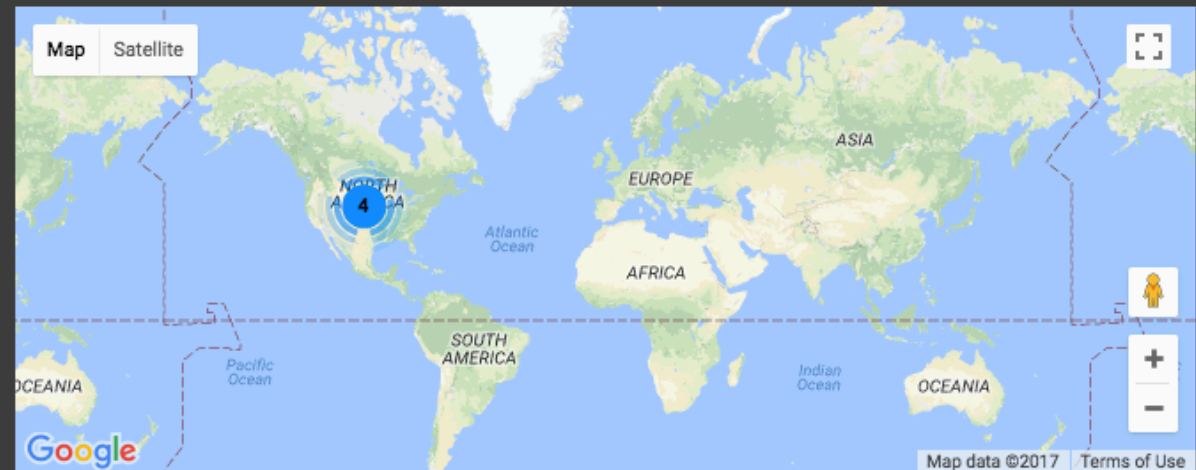 Map Satellite
ASIA
EUROPE
NORTH
4
Atlantic
Ocean
AFRICA
SOUTH
AMERICA
Pacific
Ocean
Indian
Ocean
OCEANIA
OCEANIA
+
−
Google
Map data ©2017 Terms of Use